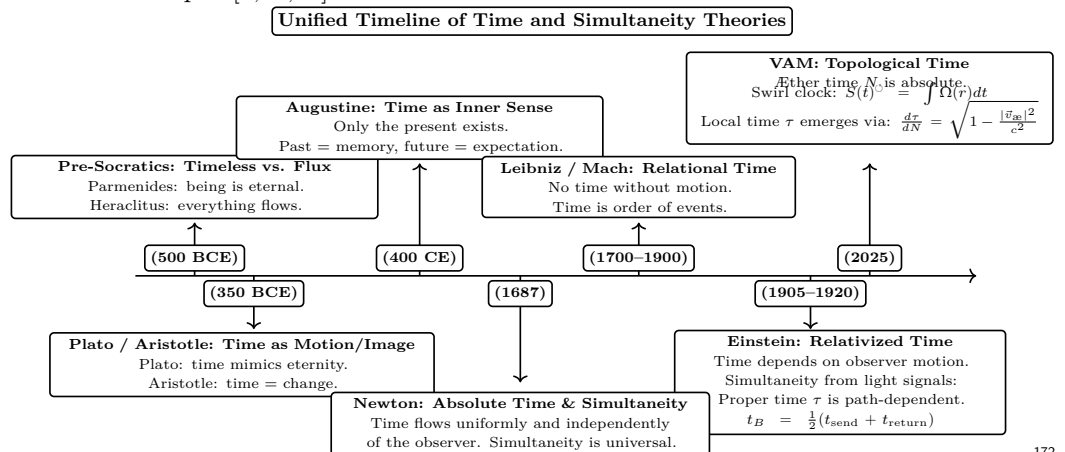 Unified Timeline of Time and Simultaneity Theories
VAM: Topological Time
Æther time N is absolute.
Swirl clock: S(t)^↺ = ∫ Ω(r)dt
Local time τ emerges via: dτ/dN = √(1 − |v⃗_æ|²/c²)
Augustine: Time as Inner Sense
Only the present exists.
Past = memory, future = expectation.
Pre-Socratics: Timeless vs. Flux
Parmenides: being is eternal.
Heraclitus: everything flows.
Leibniz / Mach: Relational Time
No time without motion.
Time is order of events.
(500 BCE)
(400 CE)
(1700–1900)
(2025)
(350 BCE)
(1687)
(1905–1920)
Plato / Aristotle: Time as Motion/Image
Plato: time mimics eternity.
Aristotle: time = change.
Einstein: Relativized Time
Time depends on observer motion.
Simultaneity from light signals:
Proper time τ is path-dependent.
t_B = ½(t_send + t_return)
Newton: Absolute Time & Simultaneity
Time flows uniformly and independently
of the observer. Simultaneity is universal.